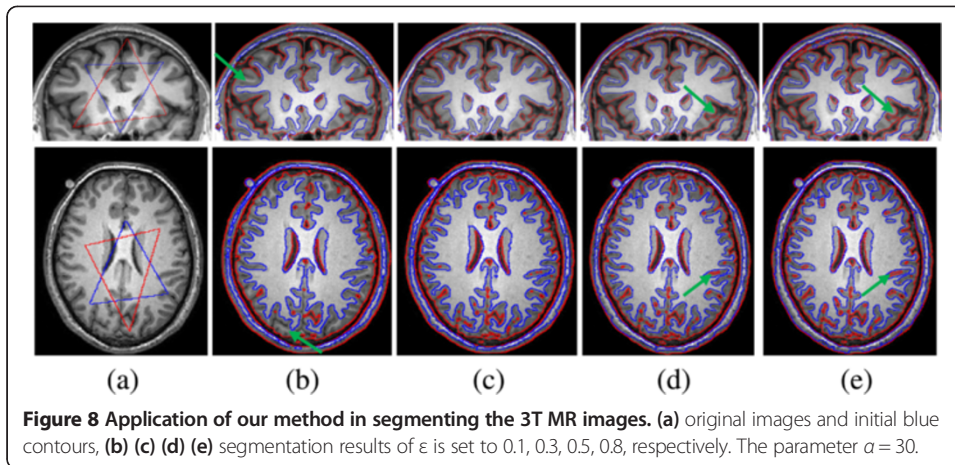 (a) (b) (c) (d) (e)
Figure 8 Application of our method in segmenting the 3T MR images. (a) original images and initial blue
contours, (b) (c) (d) (e) segmentation results of ε is set to 0.1, 0.3, 0.5, 0.8, respectively. The parameter α = 30.